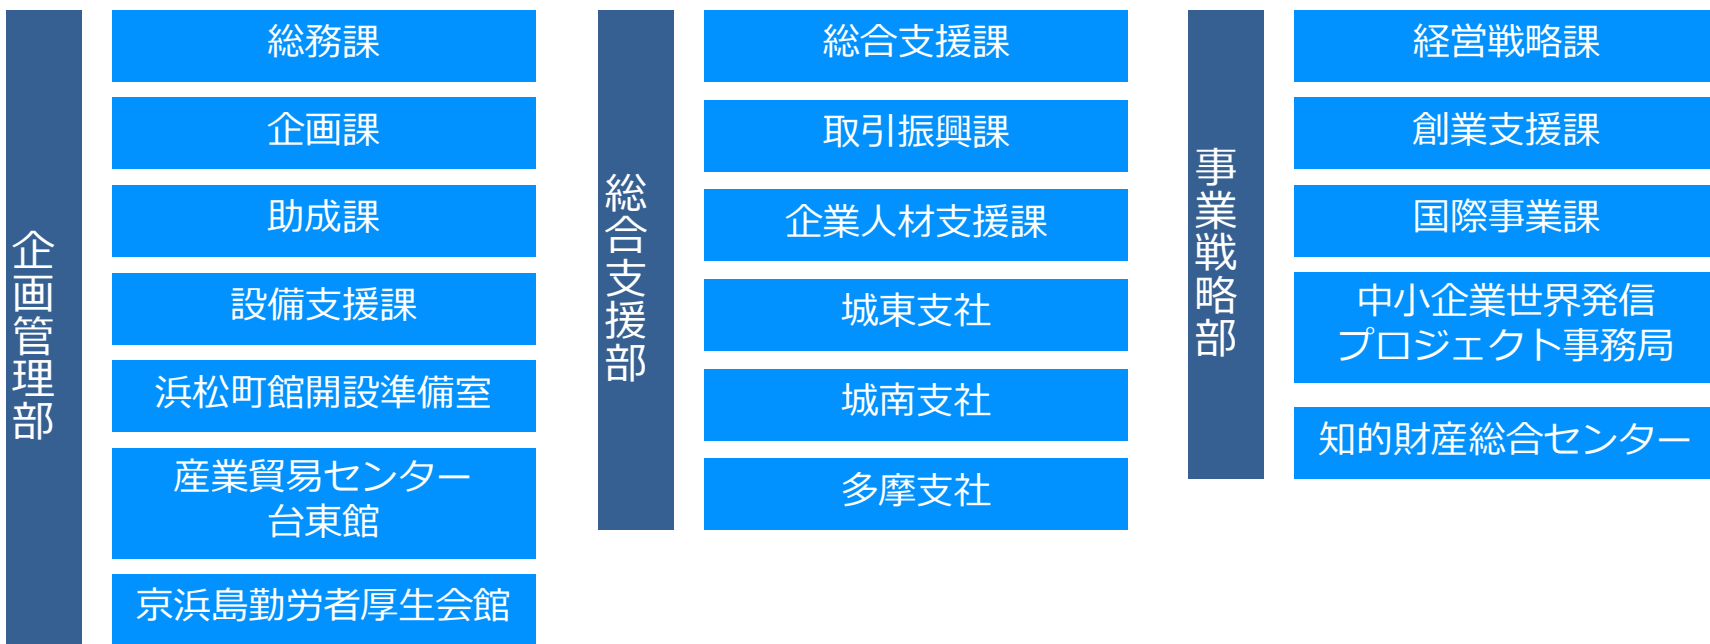 企画管理部
総務課
企画課
助成課
設備支援課
浜松町館開設準備室
産業貿易センター
台東館
京浜島勤労者厚生会館
総合支援部
総合支援課
取引振興課
企業人材支援課
城東支社
城南支社
多摩支社
事業戦略部
経営戦略課
創業支援課
国際事業課
中小企業世界発信
プロジェクト事務局
知的財産総合センター